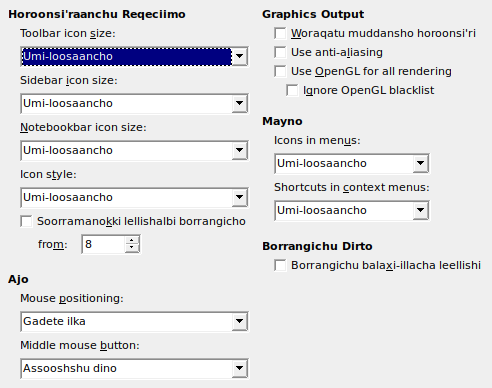 Horoonsi'raanchu Reqeciimo
Toolbar icon size:
Umi-loosaancho
Sidebar icon size:
Umi-loosaancho
Notebookbar icon size:
Umi-loosaancho
Icon style:
Umi-loosaancho
Soorramanokki lellishalbi borrangicho
from: 8
Ajo
Mouse positioning:
Gadete ilka
Middle mouse button:
Assooshshu dino
Graphics Output
Woraqatu muddansho horoonsi'ri
Use anti-aliasing
Use OpenGL for all rendering
Ignore OpenGL blacklist
Mayno
Icons in menus:
Umi-loosaancho
Shortcuts in context menus:
Umi-loosaancho
Borrangichu Dirto
Borrangichu balaxi-illacha leellishi